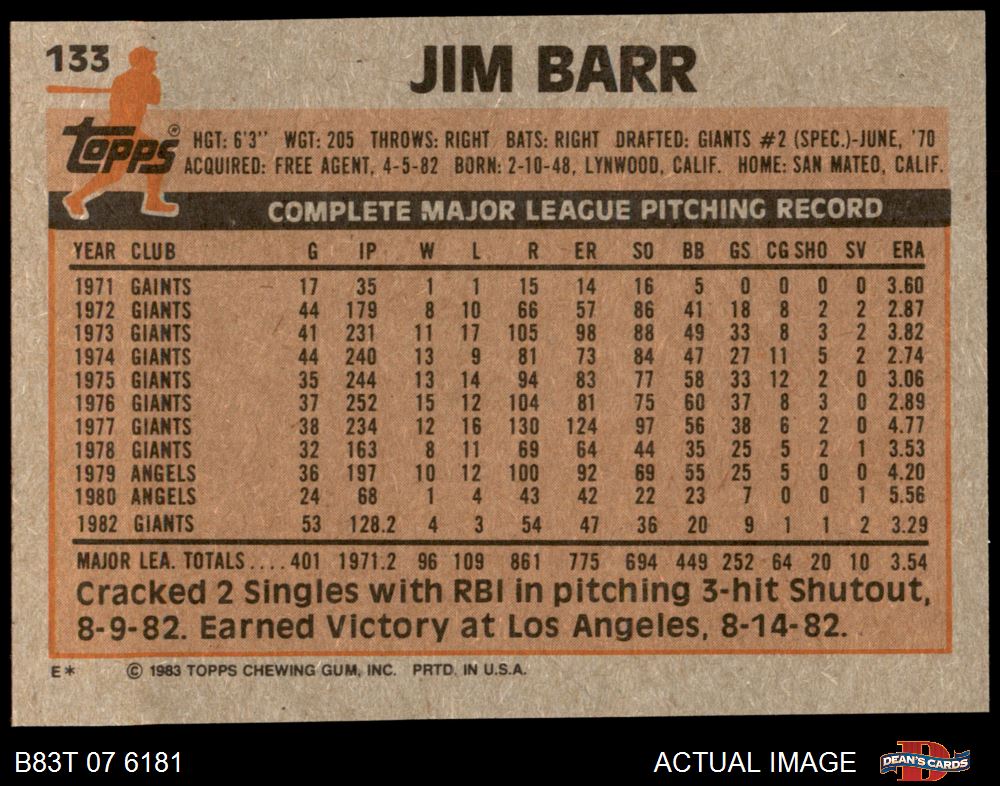 133
JIM BARR
Topps®
HGT: 6'3" WGT: 205 THROWS: RIGHT BATS: RIGHT DRAFTED: GIANTS #2 (SPEC.)-JUNE, '70
ACQUIRED: FREE AGENT, 4-5-82 BORN: 2-10-48, LYNWOOD, CALIF. HOME: SAN MATEO, CALIF.
COMPLETE MAJOR LEAGUE PITCHING RECORD
YEAR CLUB G IP W L R ER SO BB GS CG SHO SV ERA
1971 GAINTS 17 35 1 1 15 14 16 5 0 0 0 0 3.60
1972 GIANTS 44 179 8 10 66 57 86 41 18 8 2 2 2.87
1973 GIANTS 41 231 11 17 105 98 88 49 33 8 3 2 3.82
1974 GIANTS 44 240 13 9 81 73 84 47 27 11 5 2 2.74
1975 GIANTS 35 244 13 14 94 83 77 58 33 12 2 0 3.06
1976 GIANTS 37 252 15 12 104 81 75 60 37 8 3 0 2.89
1977 GIANTS 38 234 12 16 130 124 97 56 38 6 2 0 4.77
1978 GIANTS 32 163 8 11 69 64 44 35 25 5 2 1 3.53
1979 ANGELS 36 197 10 12 100 92 69 55 25 5 0 0 4.20
1980 ANGELS 24 68 1 4 43 42 22 23 7 0 0 1 5.56
1982 GIANTS 53 128.2 4 3 54 47 36 20 9 1 1 2 3.29
MAJOR LEA. TOTALS.... 401 1971.2 96 109 861 775 694 449 252 64 20 10 3.54
Cracked 2 Singles with RBI in pitching 3-hit Shutout,
8-9-82. Earned Victory at Los Angeles, 8-14-82.
E* © 1983 TOPPS CHEWING GUM, INC. PRTD. IN U.S.A.
B83T 07 6181 ACTUAL IMAGE DEAN'S CARDS